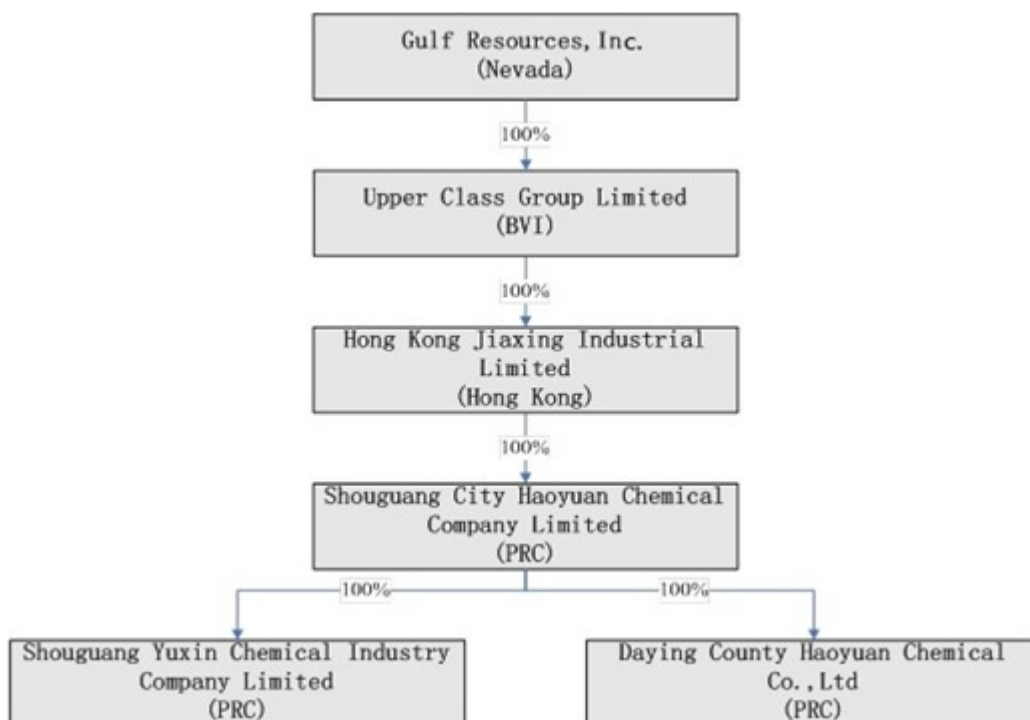 Gulf Resources,Inc.
(Nevada)
100%
Upper Class Group Limited
(BVI)
100%
Hong Kong Jiaxing Industrial
Limited
(Hong Kong)
100%
Shouguang City Haoyuan Chemical
Company Limited
(PRC)
100%
100%
Shouguang Yuxin Chemical Industry
Company Limited
(PRC)
Daying County Haoyuan Chemical
Co.,Ltd
(PRC)